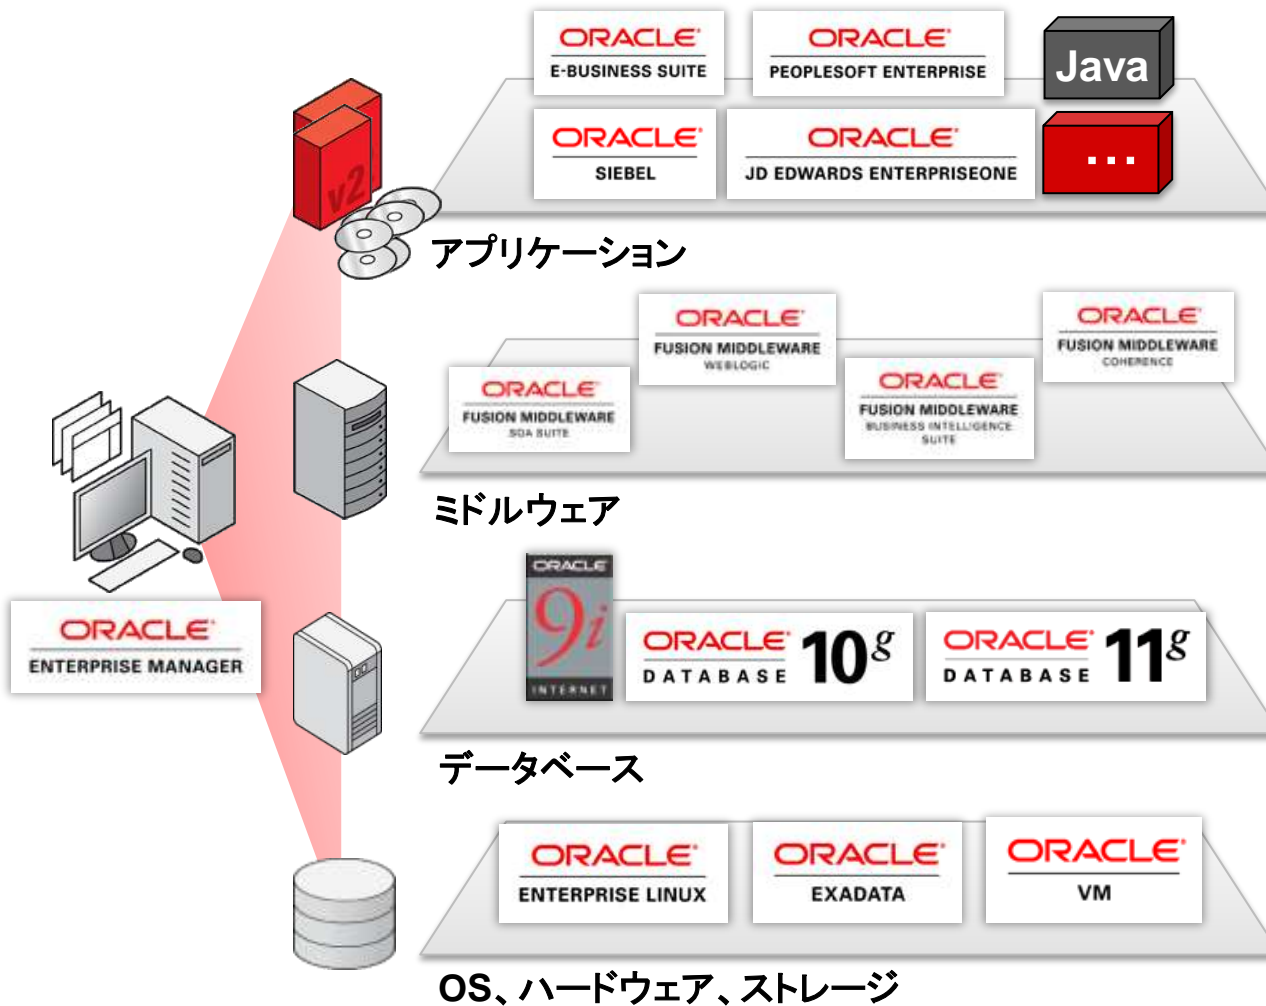 ORACLE
E-BUSINESS SUITE
ORACLE
PEOPLESOFT ENTERPRISE
Java
ORACLE
SIEBEL
ORACLE
JD EDWARDS ENTERPRISEONE
...
v2
アプリケーション
ORACLE
FUSION MIDDLEWARE
WEBLOGIC
ORACLE
FUSION MIDDLEWARE
COHERENCE
ORACLE
FUSION MIDDLEWARE
SOA SUITE
ORACLE
FUSION MIDDLEWARE
BUSINESS INTELLIGENCE
SUITE
ミドルウェア
ORACLE
ENTERPRISE MANAGER
ORACLE
9i
INTERNET
ORACLE
DATABASE 10g
ORACLE
DATABASE 11g
データベース
ORACLE
ENTERPRISE LINUX
ORACLE
EXADATA
ORACLE
VM
OS、ハードウェア、ストレージ